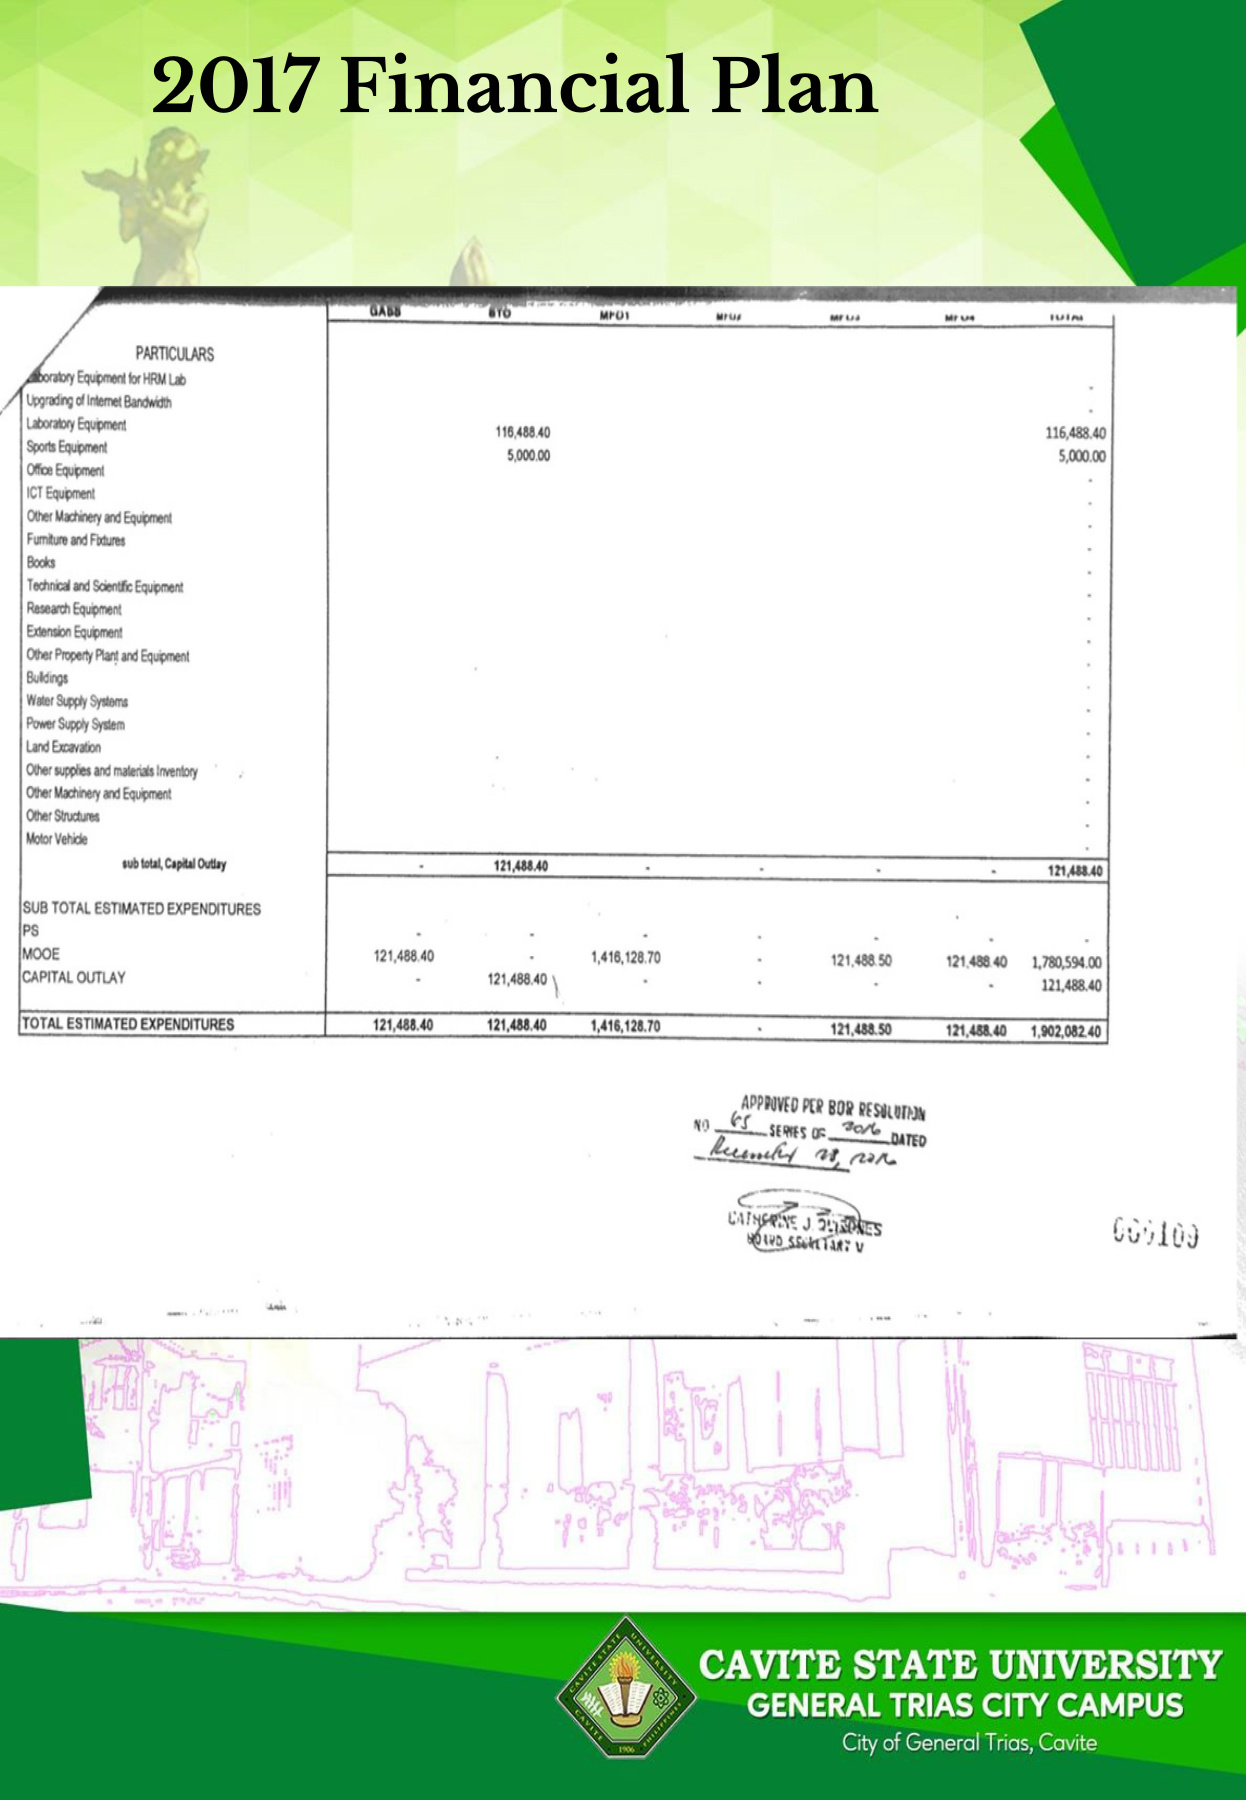 2017 Financial Plan
GABB STO MFO1 MFO2 MFO3 MFO4 TOTAL
PARTICULARS
Laboratory Equipment for HRM Lab -
Upgrading of Internet Bandwidth -
Laboratory Equipment 116,488.40 116,488.40
Sports Equipment 5,000.00 5,000.00
Office Equipment -
ICT Equipment -
Other Machinery and Equipment -
Furniture and Fixtures -
Books -
Technical and Scientific Equipment -
Research Equipment -
Extension Equipment -
Other Property Plant and Equipment -
Buildings -
Water Supply Systems -
Power Supply System -
Land Excavation -
Other supplies and materials Inventory -
Other Machinery and Equipment -
Other Structures -
Motor Vehicle -
sub total, Capital Outlay - 121,488.40 - - - - 121,488.40
SUB TOTAL ESTIMATED EXPENDITURES
PS - - - - - - -
MOOE 121,488.40 - 1,416,128.70 - 121,488.50 121,488.40 1,780,594.00
CAPITAL OUTLAY - 121,488.40 - - - - 121,488.40
TOTAL ESTIMATED EXPENDITURES 121,488.40 121,488.40 1,416,128.70 - 121,488.50 121,488.40 1,902,082.40
APPROVED PER BOR RESOLUTION
NO 65 SERIES OF 2016 DATED
December 28, 2016
CATHERINE J. QUIÑONES
BOARD SECRETARY V
000109
CAVITE STATE UNIVERSITY
CAVITE PHILIPPINES
1906
CAVITE STATE UNIVERSITY
GENERAL TRIAS CITY CAMPUS
City of General Trias, Cavite